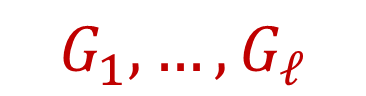 G₁, … , Gℓ